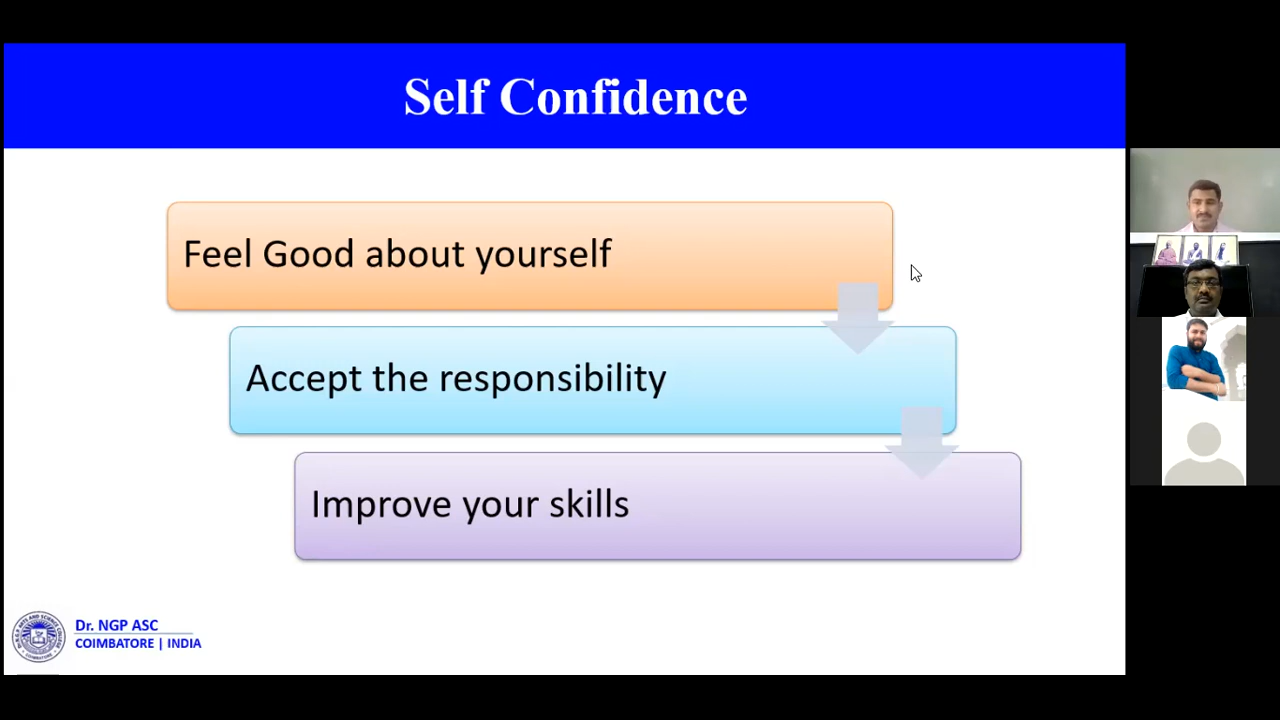 Self Confidence
Feel Good about yourself
Accept the responsibility
Improve your skills
Dr. NGP ASC
COIMBATORE | INDIA